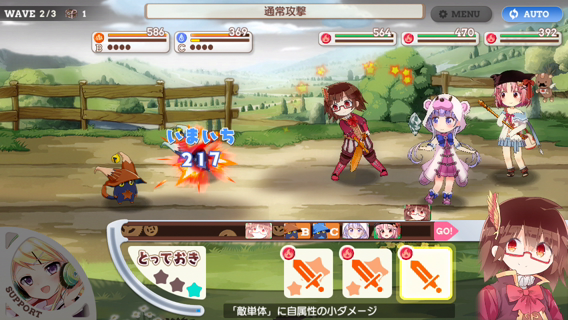 WAVE 2/3 1
通常攻撃
MENU
AUTO
586
B
369
C
564
470
392
いまいち
217
B
C
GO!
とっておき
SUPPORT
「敵単体」に自属性の小ダメージ